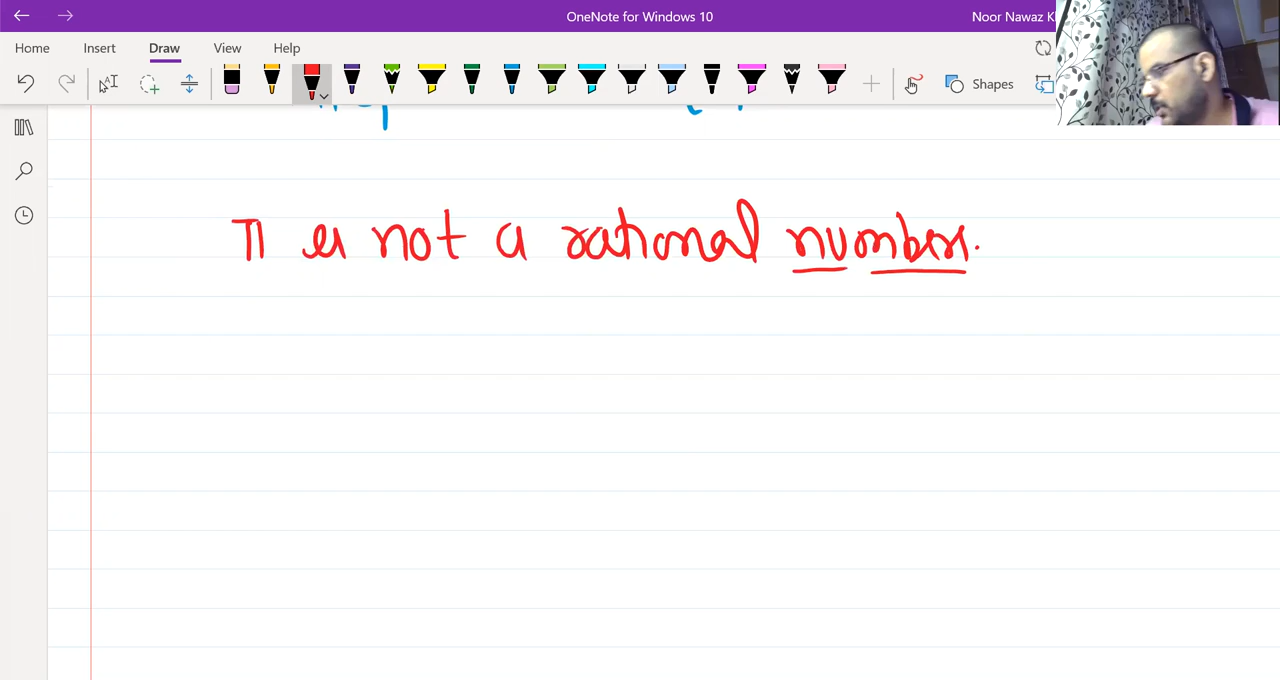 OneNote for Windows 10
Noor Nawaz K
Home Insert Draw View Help
Shapes
π is not a rational number.